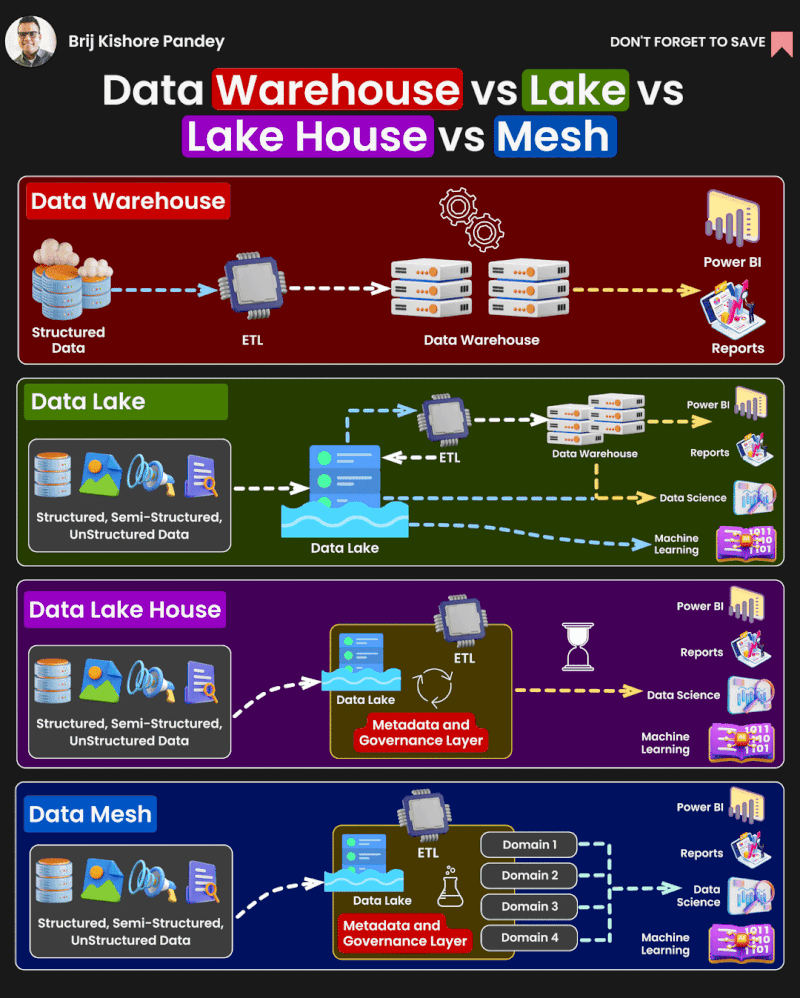 Brij Kishore Pandey
DON'T FORGET TO SAVE
Data Warehouse vs Lake vs
Lake House vs Mesh
Data Warehouse
Structured
Data
ETL
Data Warehouse
Power BI
Reports
Data Lake
Structured, Semi-Structured,
UnStructured Data
Data Lake
ETL
Data Warehouse
Power BI
Reports
Data Science
Machine
Learning
1011
10
1101
Data Lake House
Structured, Semi-Structured,
UnStructured Data
Data Lake
ETL
Metadata and
Governance Layer
Power BI
Reports
Data Science
Machine
Learning
1011
10
1101
Data Mesh
Structured, Semi-Structured,
UnStructured Data
ETL
Data Lake
Metadata and
Governance Layer
Domain 1
Domain 2
Domain 3
Domain 4
Power BI
Reports
Data
Science
Machine
Learning
1011
10
1101